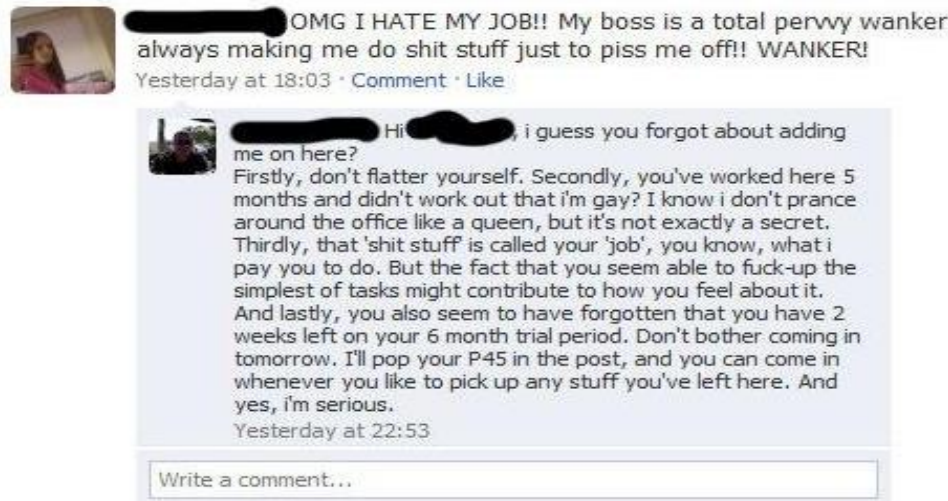 OMG I HATE MY JOB!! My boss is a total pervvy wanker
always making me do shit stuff just to piss me off!! WANKER!
Yesterday at 18:03 · Comment · Like
Hi , i guess you forgot about adding
me on here?
Firstly, don't flatter yourself. Secondly, you've worked here 5
months and didn't work out that i'm gay? I know i don't prance
around the office like a queen, but it's not exactly a secret.
Thirdly, that 'shit stuff' is called your 'job', you know, what i
pay you to do. But the fact that you seem able to fuck-up the
simplest of tasks might contribute to how you feel about it.
And lastly, you also seem to have forgotten that you have 2
weeks left on your 6 month trial period. Don't bother coming in
tomorrow. I'll pop your P45 in the post, and you can come in
whenever you like to pick up any stuff you've left here. And
yes, i'm serious.
Yesterday at 22:53
Write a comment...